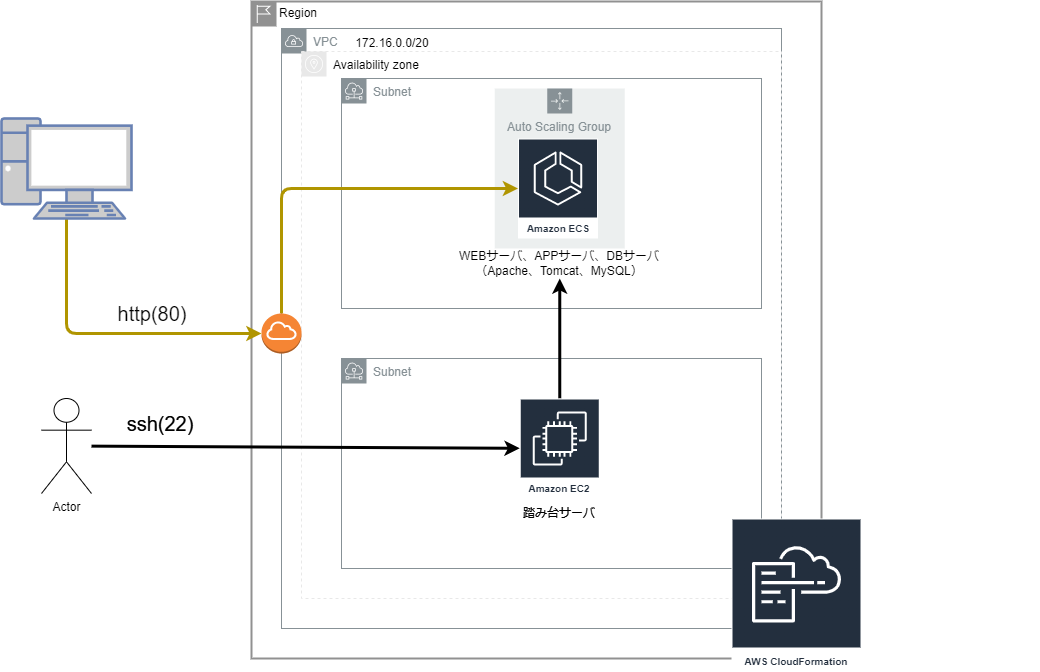 Region
VPC 172.16.0.0/20
Availability zone
Subnet
Auto Scaling Group
Amazon ECS
WEBサーバ、APPサーバ、DBサーバ
（Apache、Tomcat、MySQL）
http(80)
Subnet
ssh(22)
Actor
Amazon EC2
踏み台サーバ
AWS CloudFormation